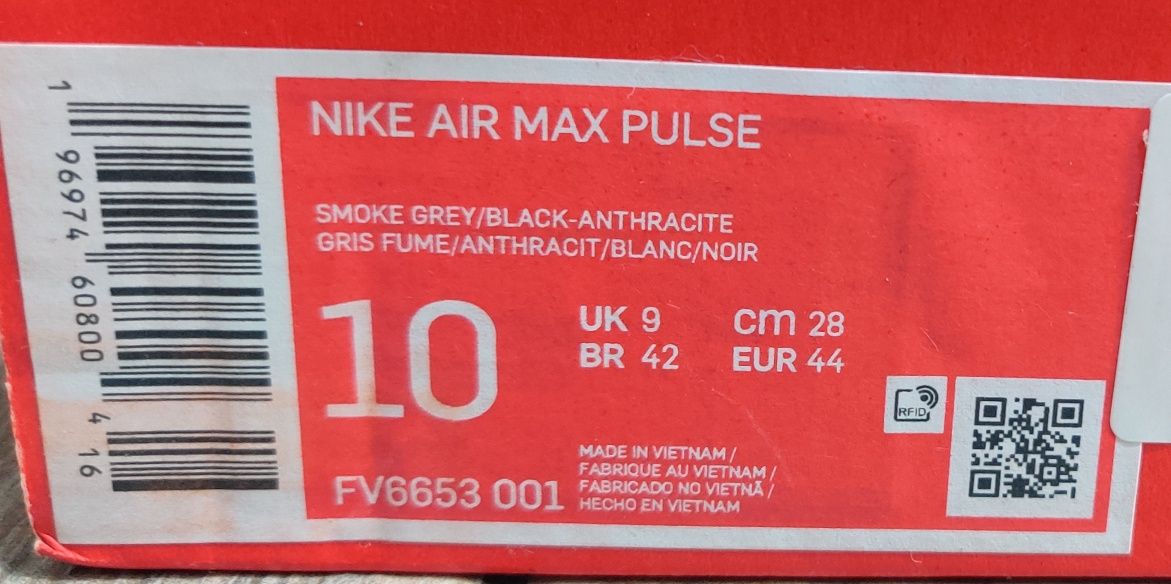 NIKE AIR MAX PULSE
SMOKE GREY/BLACK-ANTHRACITE
GRIS FUME/ANTHRACIT/BLANC/NOIR
10
UK 9
cm 28
BR 42
EUR 44
RFID
FV6653 001
MADE IN VIETNAM /
FABRIQUE AU VIETNAM /
FABRICADO NO VIETNÃ /
HECHO EN VIETNAM
1 96974 60800 4 16